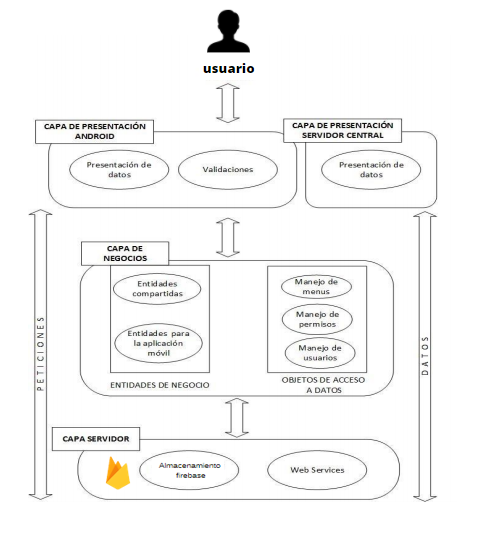 usuario
CAPA DE PRESENTACIÓN
ANDROID
CAPA DE PRESENTACIÓN
SERVIDOR CENTRAL
Presentación de
datos
Validaciones
Presentación de
datos
CAPA DE
NEGOCIOS
Entidades
compartidas
Entidades para
la aplicación
móvil
ENTIDADES DE NEGOCIO
Manejo de
menus
Manejo de
permisos
Manejo de
usuarios
OBJETOS DE ACCESO
A DATOS
PETICIONES
DATOS
CAPA SERVIDOR
Almacenamiento
firebase
Web Services